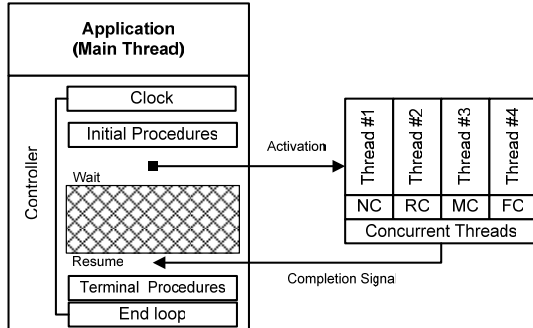 Application
(Main Thread)
Controller
Clock
Initial Procedures
Wait
Resume
Terminal Procedures
End loop
Activation
Thread #1
Thread #2
Thread #3
Thread #4
NC RC MC FC
Concurrent Threads
Completion Signal